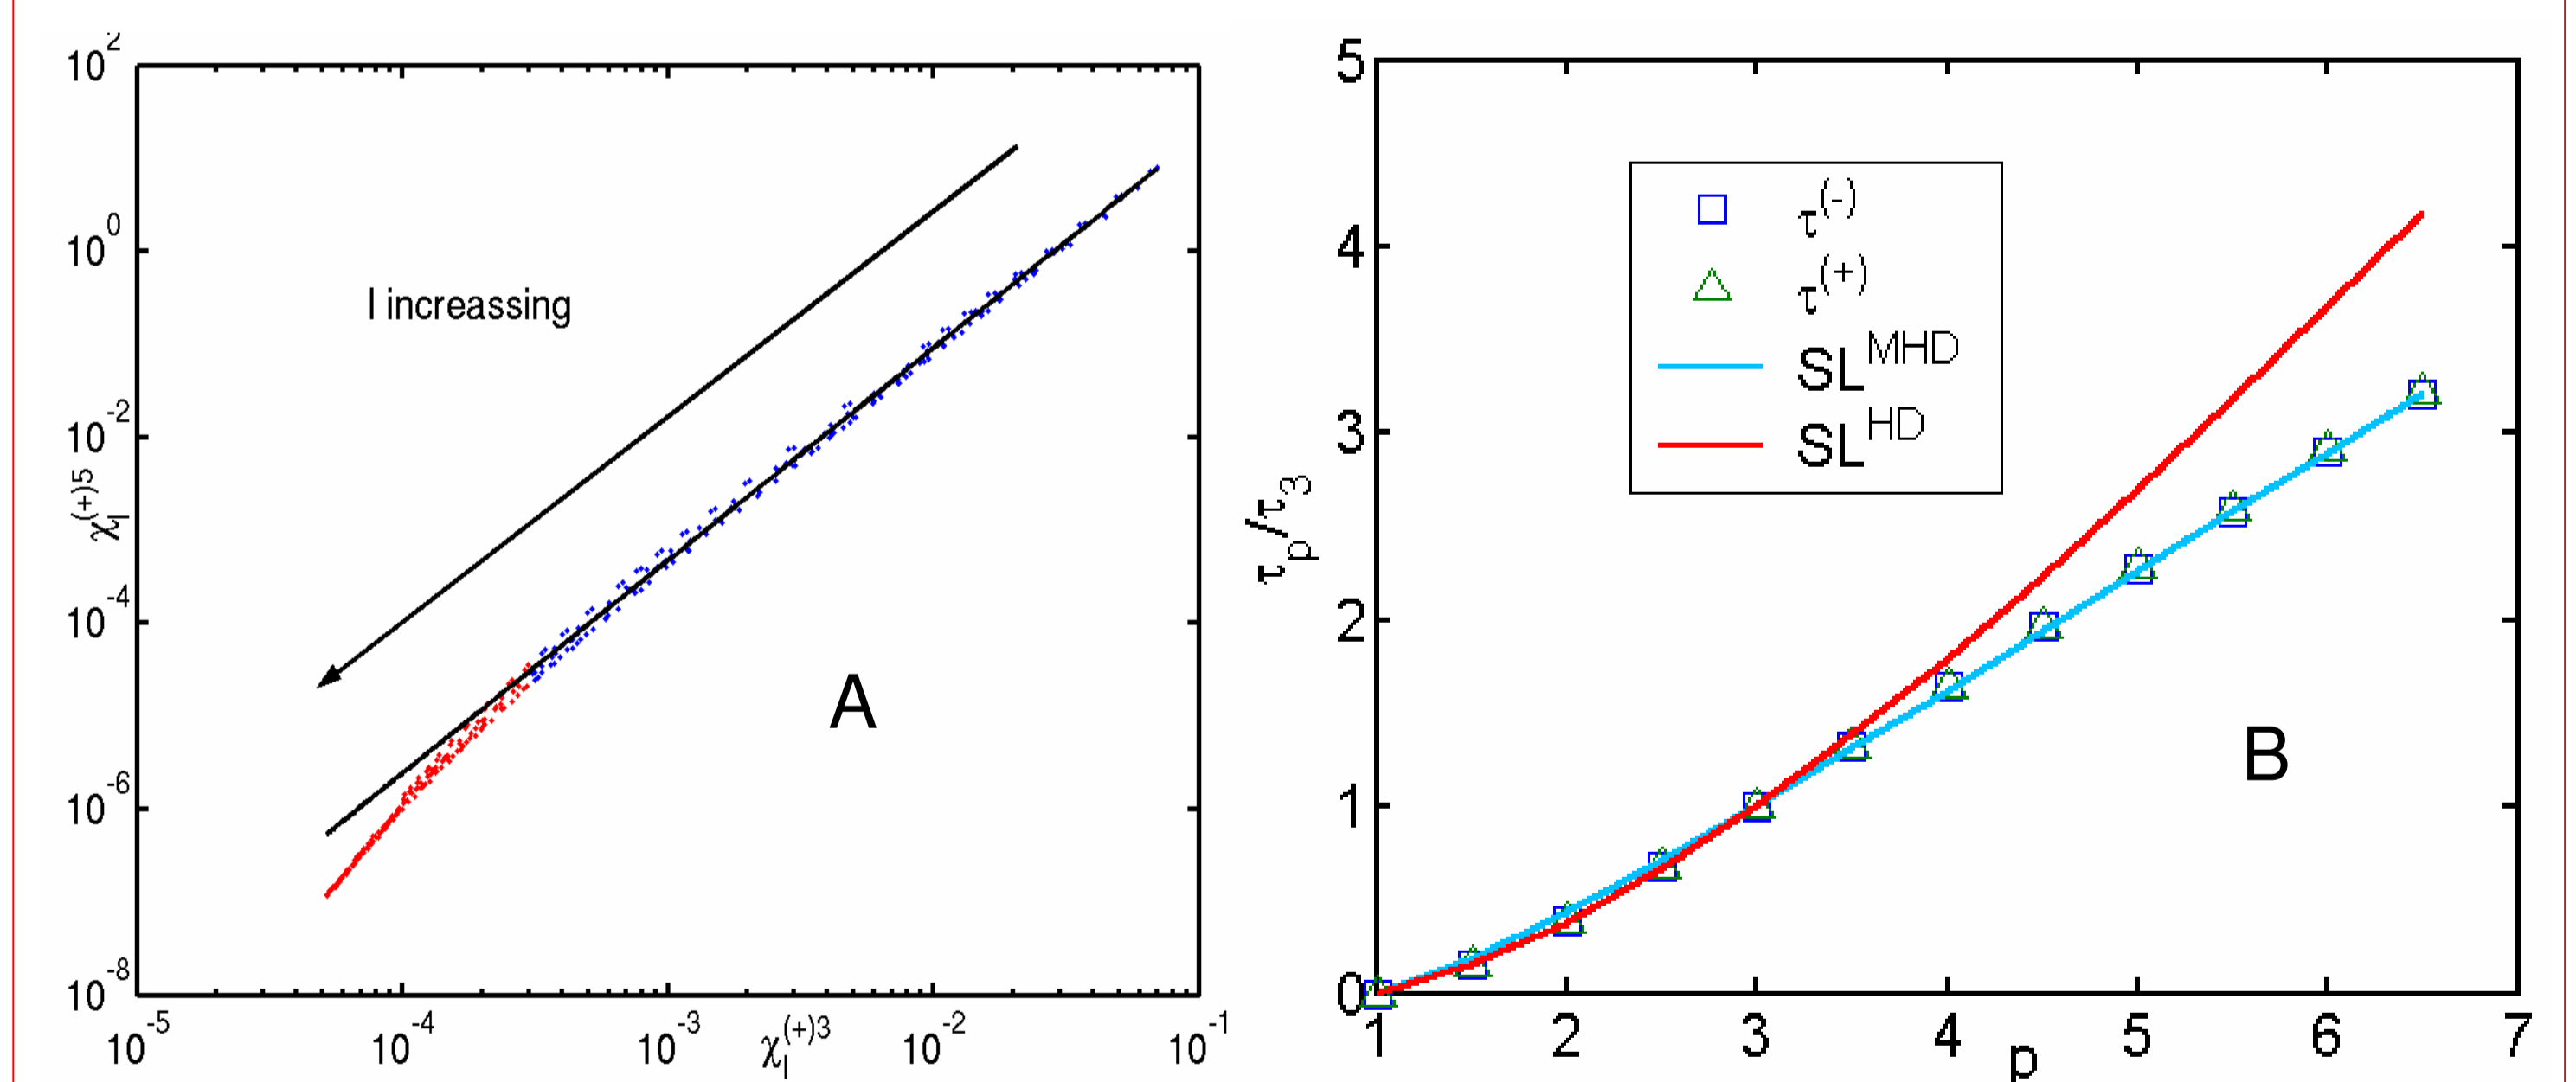 10^2
10^0
10^-2
10^-4
10^-6
10^-8
χ_l^(+)5
l increassing
A
10^-5 10^-4 10^-3 10^-2 10^-1
χ_l^(+)3
5
4
3
2
1
0
τ_p/τ_3
τ^(-)
τ^(+)
SL^MHD
SL^HD
B
1 2 3 4 5 6 7
p